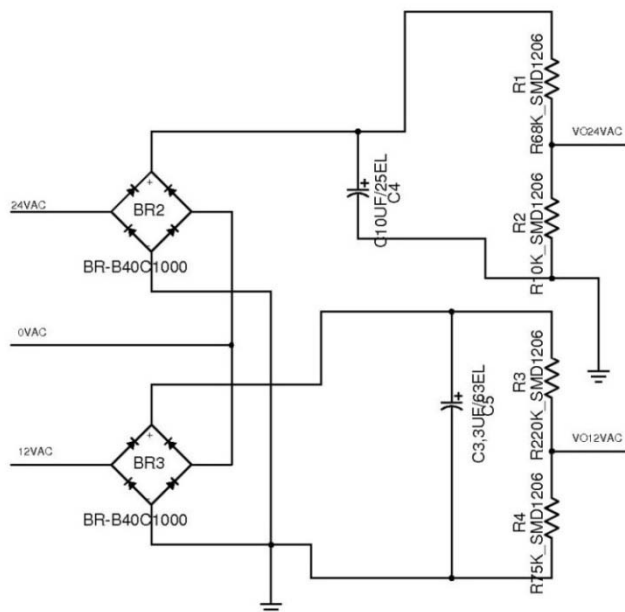 R1
R68K_SMD1206
VO24VAC
+
C10UF/25EL
C4
R2
R10K_SMD1206
24VAC
+
BR2
-
BR-B40C1000
0VAC
+
C3,3UF/63EL
C5
R3
R220K_SMD1206
VO12VAC
12VAC
+
BR3
-
BR-B40C1000
R4
R75K_SMD1206